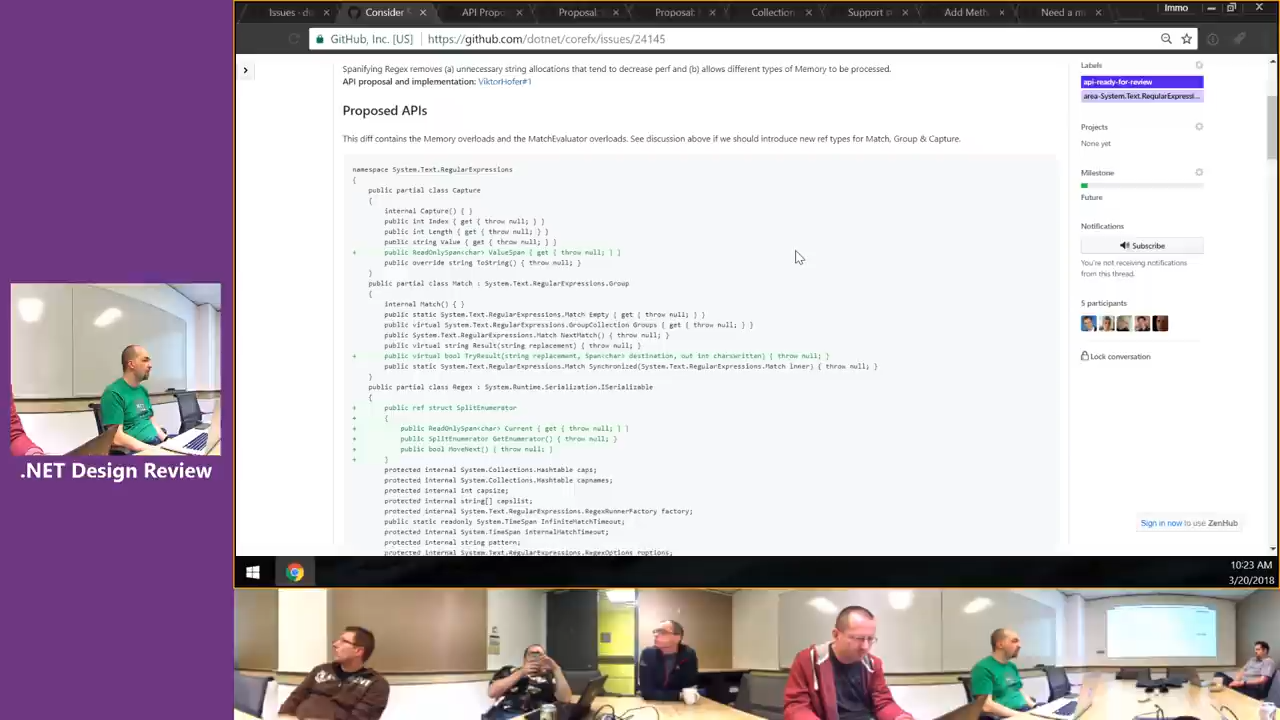 Issues · du
Consider
API Propo
Proposal:
Proposal: I
Collection
Support
Add Meth
Need a m
Immo
GitHub, Inc. [US]
https://github.com/dotnet/corefx/issues/24145
Spanifying Regex removes (a) unnecessary string allocations that tend to decrease perf and (b) allows different types of Memory to be processed.
API proposal and implementation: ViktorHofer#1
Proposed APIs
This diff contains the Memory overloads and the MatchEvaluator overloads. See discussion above if we should introduce new ref types for Match, Group & Capture.
namespace System.Text.RegularExpressions
{
public partial class Capture
{
internal Capture() { }
public int Index { get { throw null; } }
public int Length { get { throw null; } }
public string Value { get { throw null; } }
+ public ReadOnlySpan<char> ValueSpan { get { throw null; } }
public override string ToString() { throw null; }
}
public partial class Match : System.Text.RegularExpressions.Group
{
internal Match() { }
public static System.Text.RegularExpressions.Match Empty { get { throw null; } }
public virtual System.Text.RegularExpressions.GroupCollection Groups { get { throw null; } }
public System.Text.RegularExpressions.Match NextMatch() { throw null; }
public virtual string Result(string replacement) { throw null; }
+ public virtual bool TryResult(string replacement, Span<char> destination, out int charsWritten) { throw null; }
public static System.Text.RegularExpressions.Match Synchronized(System.Text.RegularExpressions.Match inner) { throw null; }
}
public partial class Regex : System.Runtime.Serialization.ISerializable
{
+ public ref struct SplitEnumerator
+ {
+ public ReadOnlySpan<char> Current { get { throw null; } }
+ public SplitEnumerator GetEnumerator() { throw null; }
+ public bool MoveNext() { throw null; }
+ }
protected internal System.Collections.Hashtable caps;
protected internal System.Collections.Hashtable capnames;
protected internal int capsize;
protected internal string[] capslist;
protected internal System.Text.RegularExpressions.RegexRunnerFactory factory;
public static readonly System.TimeSpan InfiniteMatchTimeout;
protected internal System.TimeSpan internalMatchTimeout;
protected internal string pattern;
protected internal System.Text.RegularExpressions.RegexOptions roptions;
Labels
api-ready-for-review
area-System.Text.RegularExpressi...
Projects
None yet
Milestone
Future
Notifications
Subscribe
You're not receiving notifications
from this thread.
5 participants
Lock conversation
Sign in now to use ZenHub
10:23 AM
3/20/2018
.NET Design Review